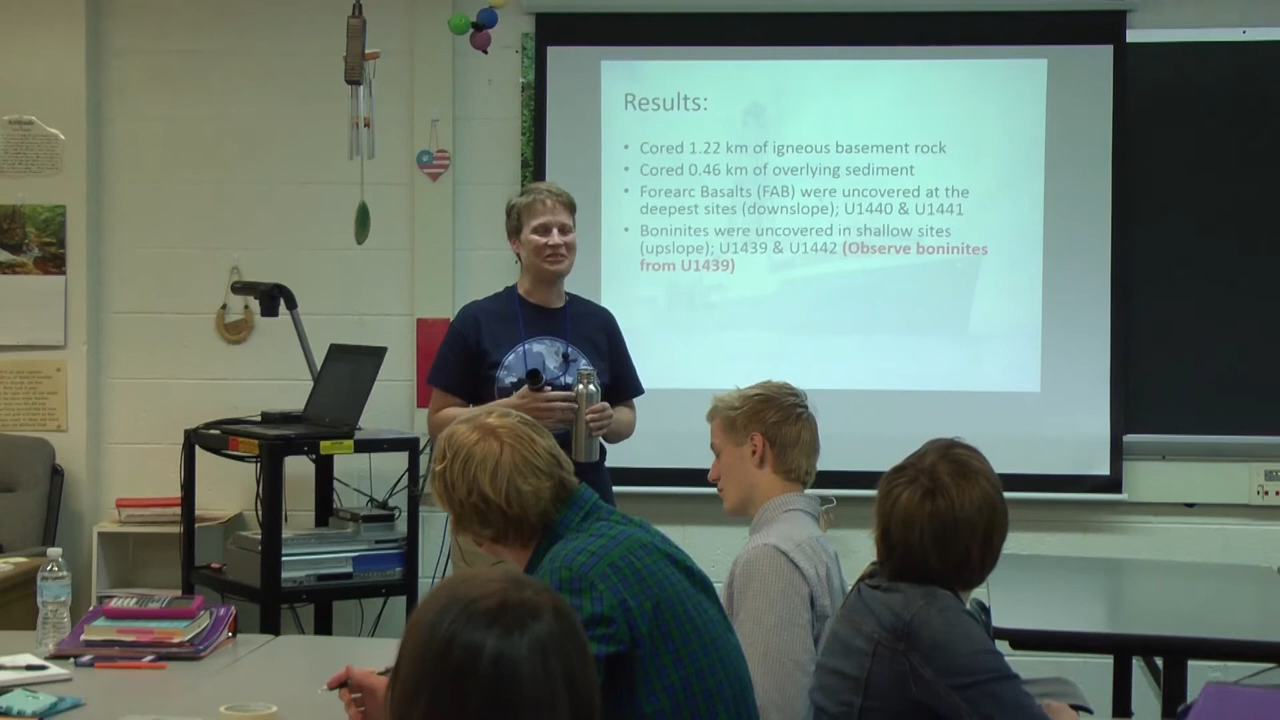 Results:
• Cored 1.22 km of igneous basement rock
• Cored 0.46 km of overlying sediment
• Forearc Basalts (FAB) were uncovered at the
deepest sites (downslope); U1440 & U1441
• Boninites were uncovered in shallow sites
(upslope); U1439 & U1442 (Observe boninites
from U1439)